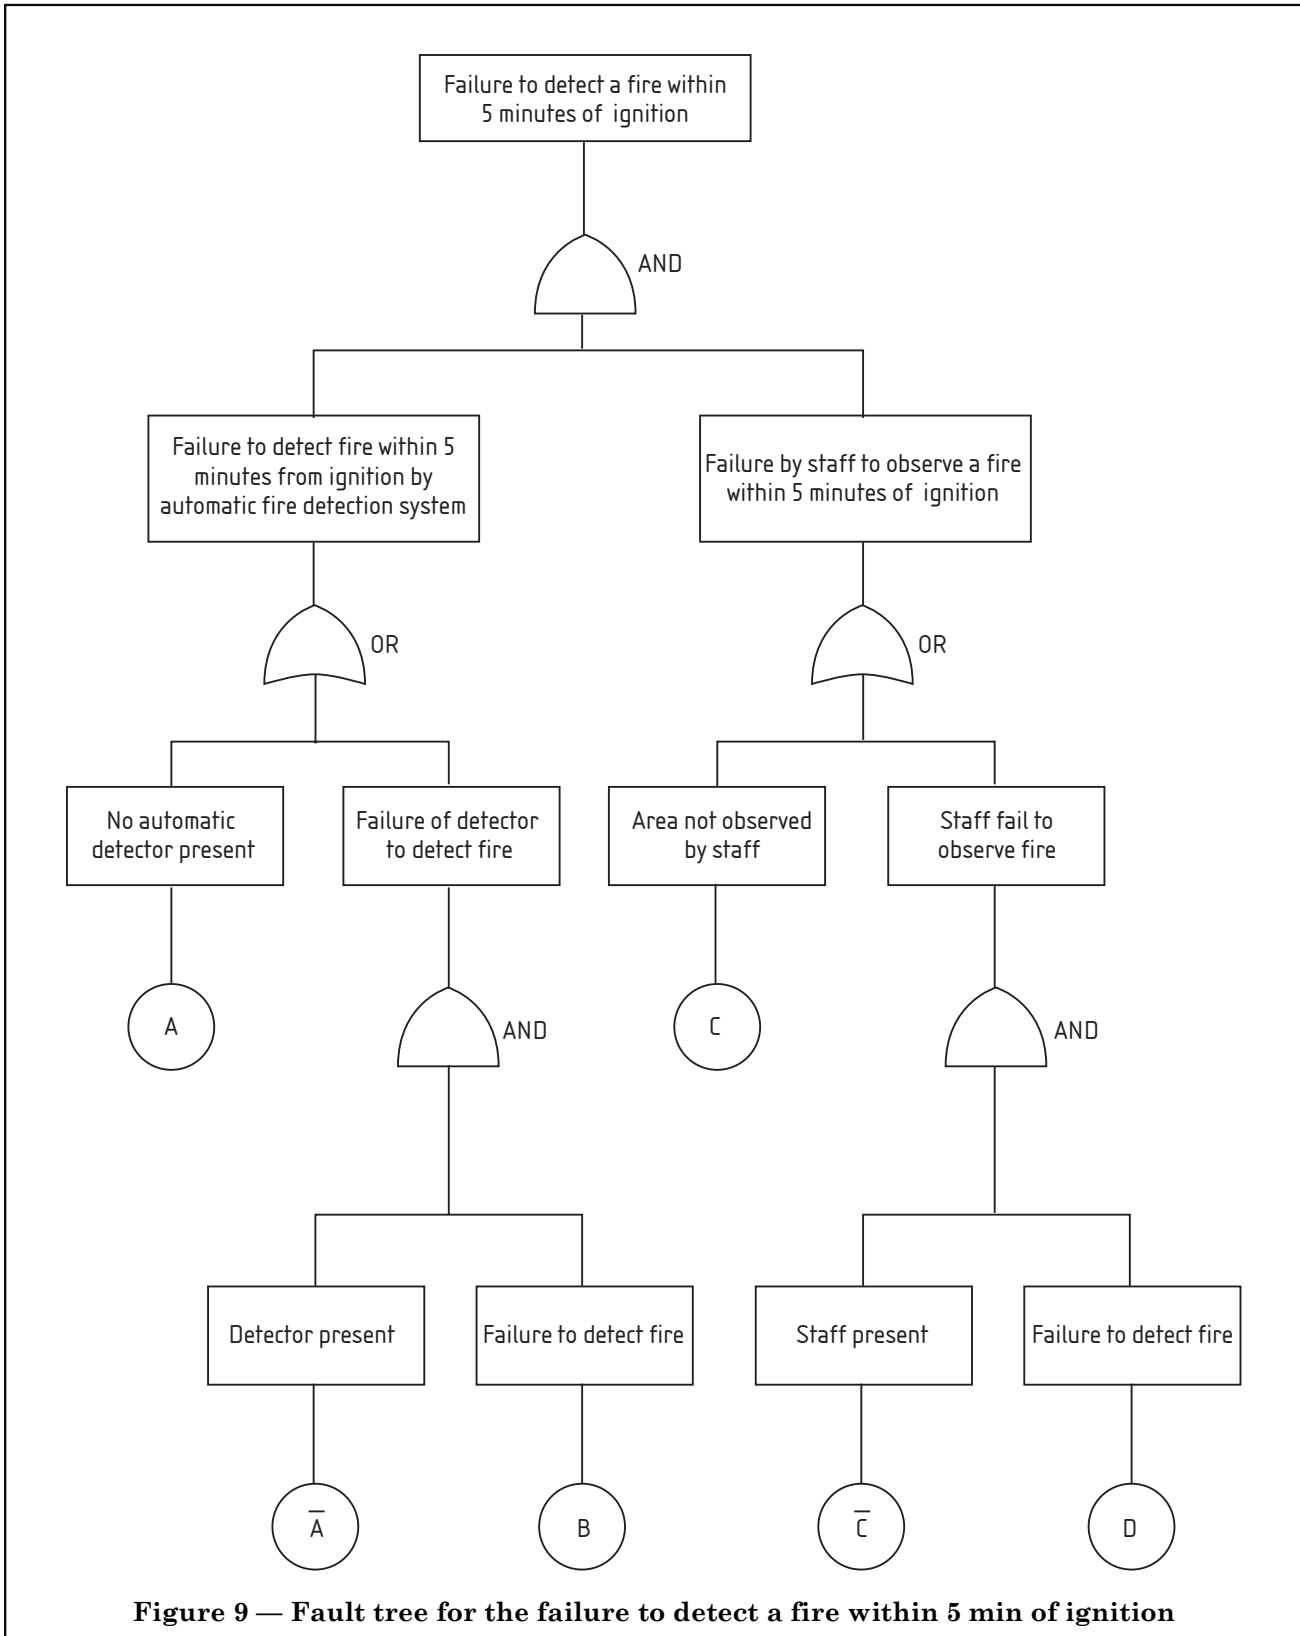 Failure to detect a fire within
5 minutes of ignition
AND
Failure to detect fire within 5
minutes from ignition by
automatic fire detection system
Failure by staff to observe a fire
within 5 minutes of ignition
OR
OR
No automatic
detector present
Failure of detector
to detect fire
Area not observed
by staff
Staff fail to
observe fire
A
AND
C
AND
Detector present
Failure to detect fire
Staff present
Failure to detect fire
A̅
B
C̅
D
Figure 9 — Fault tree for the failure to detect a fire within 5 min of ignition